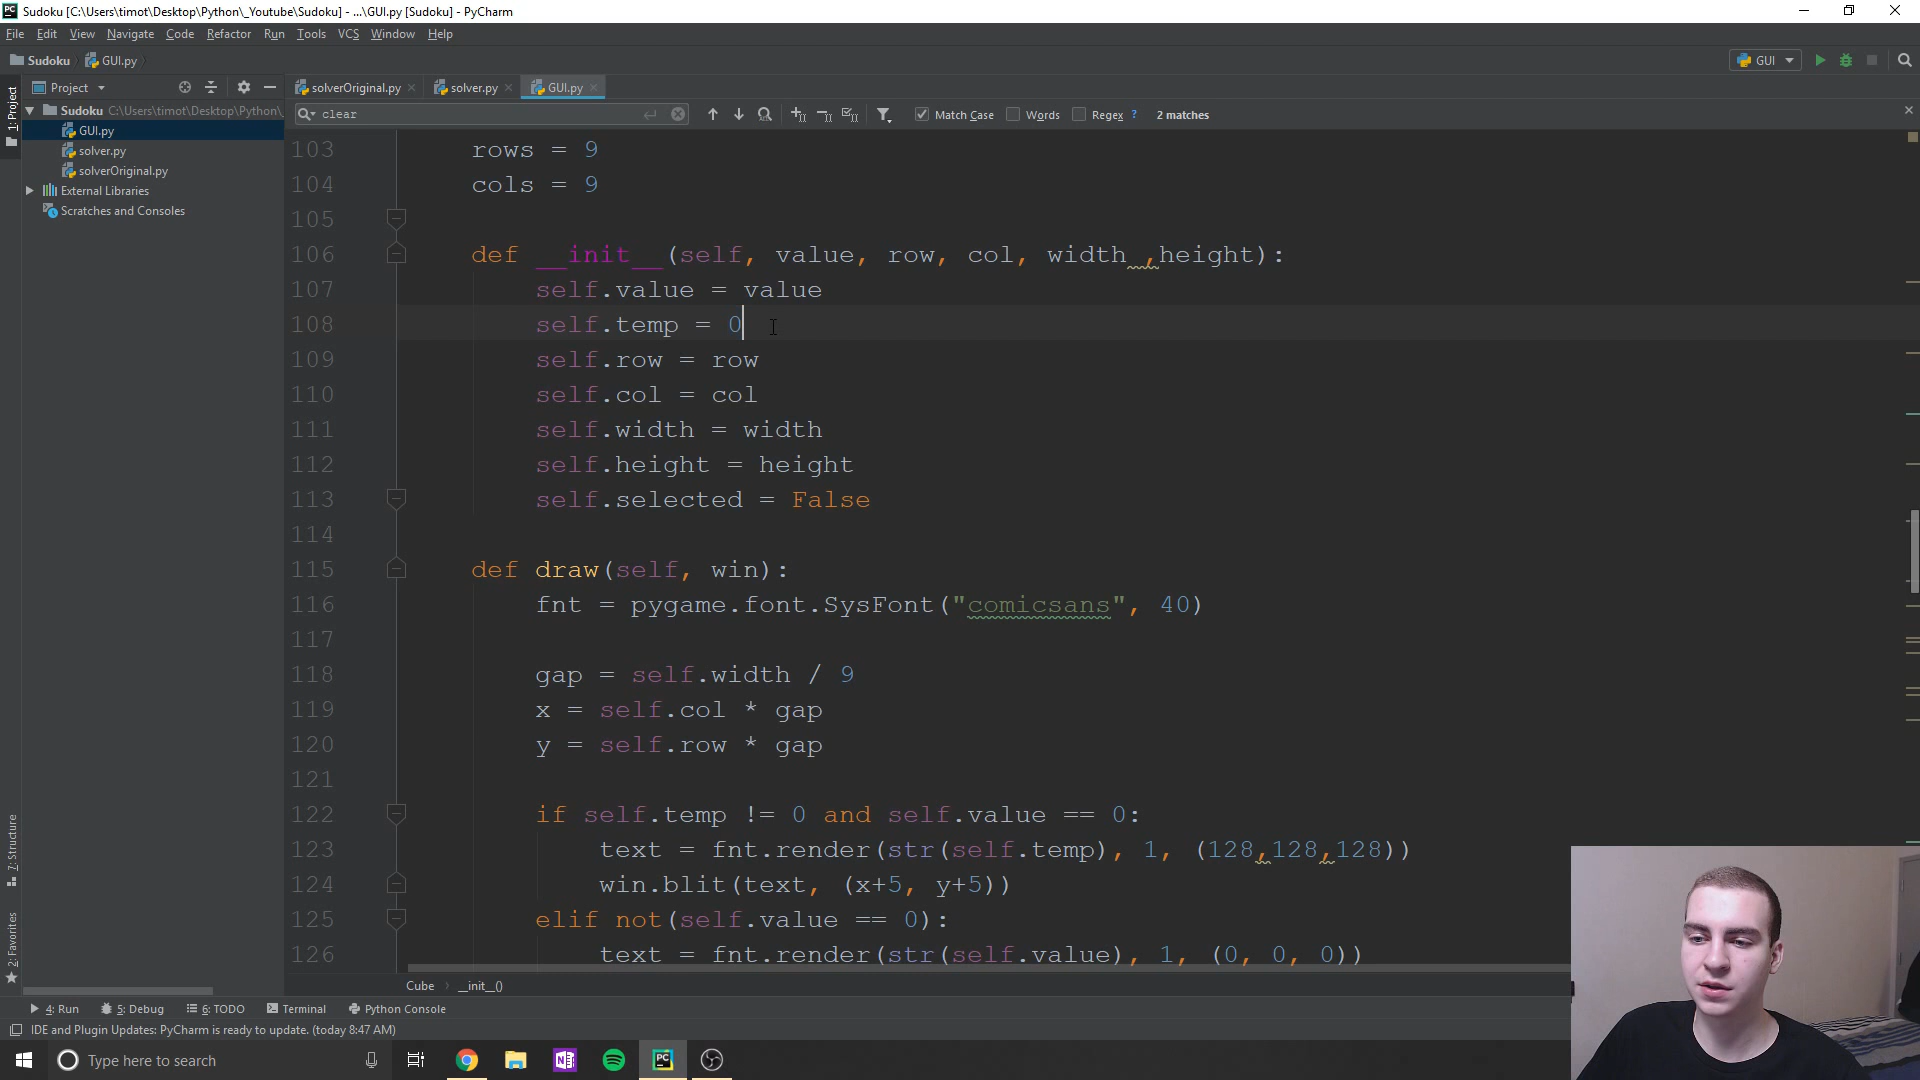 Sudoku [C:\Users\timot\Desktop\Python\_Youtube\Sudoku] - ...\GUI.py [Sudoku] - PyCharm
File Edit View Navigate Code Refactor Run Tools VCS Window Help
Sudoku GUI.py GUI
Project solverOriginal.py solver.py GUI.py
1: Project
Sudoku C:\Users\timot\Desktop\Python\_
GUI.py
solver.py
solverOriginal.py
External Libraries
Scratches and Consoles
clear Match Case Words Regex ? 2 matches
103 rows = 9
104 cols = 9
105
106 def __init__(self, value, row, col, width ,height):
107 self.value = value
108 self.temp = 0
109 self.row = row
110 self.col = col
111 self.width = width
112 self.height = height
113 self.selected = False
114
115 def draw(self, win):
116 fnt = pygame.font.SysFont("comicsans", 40)
117
118 gap = self.width / 9
119 x = self.col * gap
120 y = self.row * gap
121
122 if self.temp != 0 and self.value == 0:
123 text = fnt.render(str(self.temp), 1, (128,128,128))
124 win.blit(text, (x+5, y+5))
125 elif not(self.value == 0):
126 text = fnt.render(str(self.value), 1, (0, 0, 0))
7: Structure
2: Favorites
Cube __init__()
4: Run 5: Debug 6: TODO Terminal Python Console
IDE and Plugin Updates: PyCharm is ready to update. (today 8:47 AM)
Type here to search